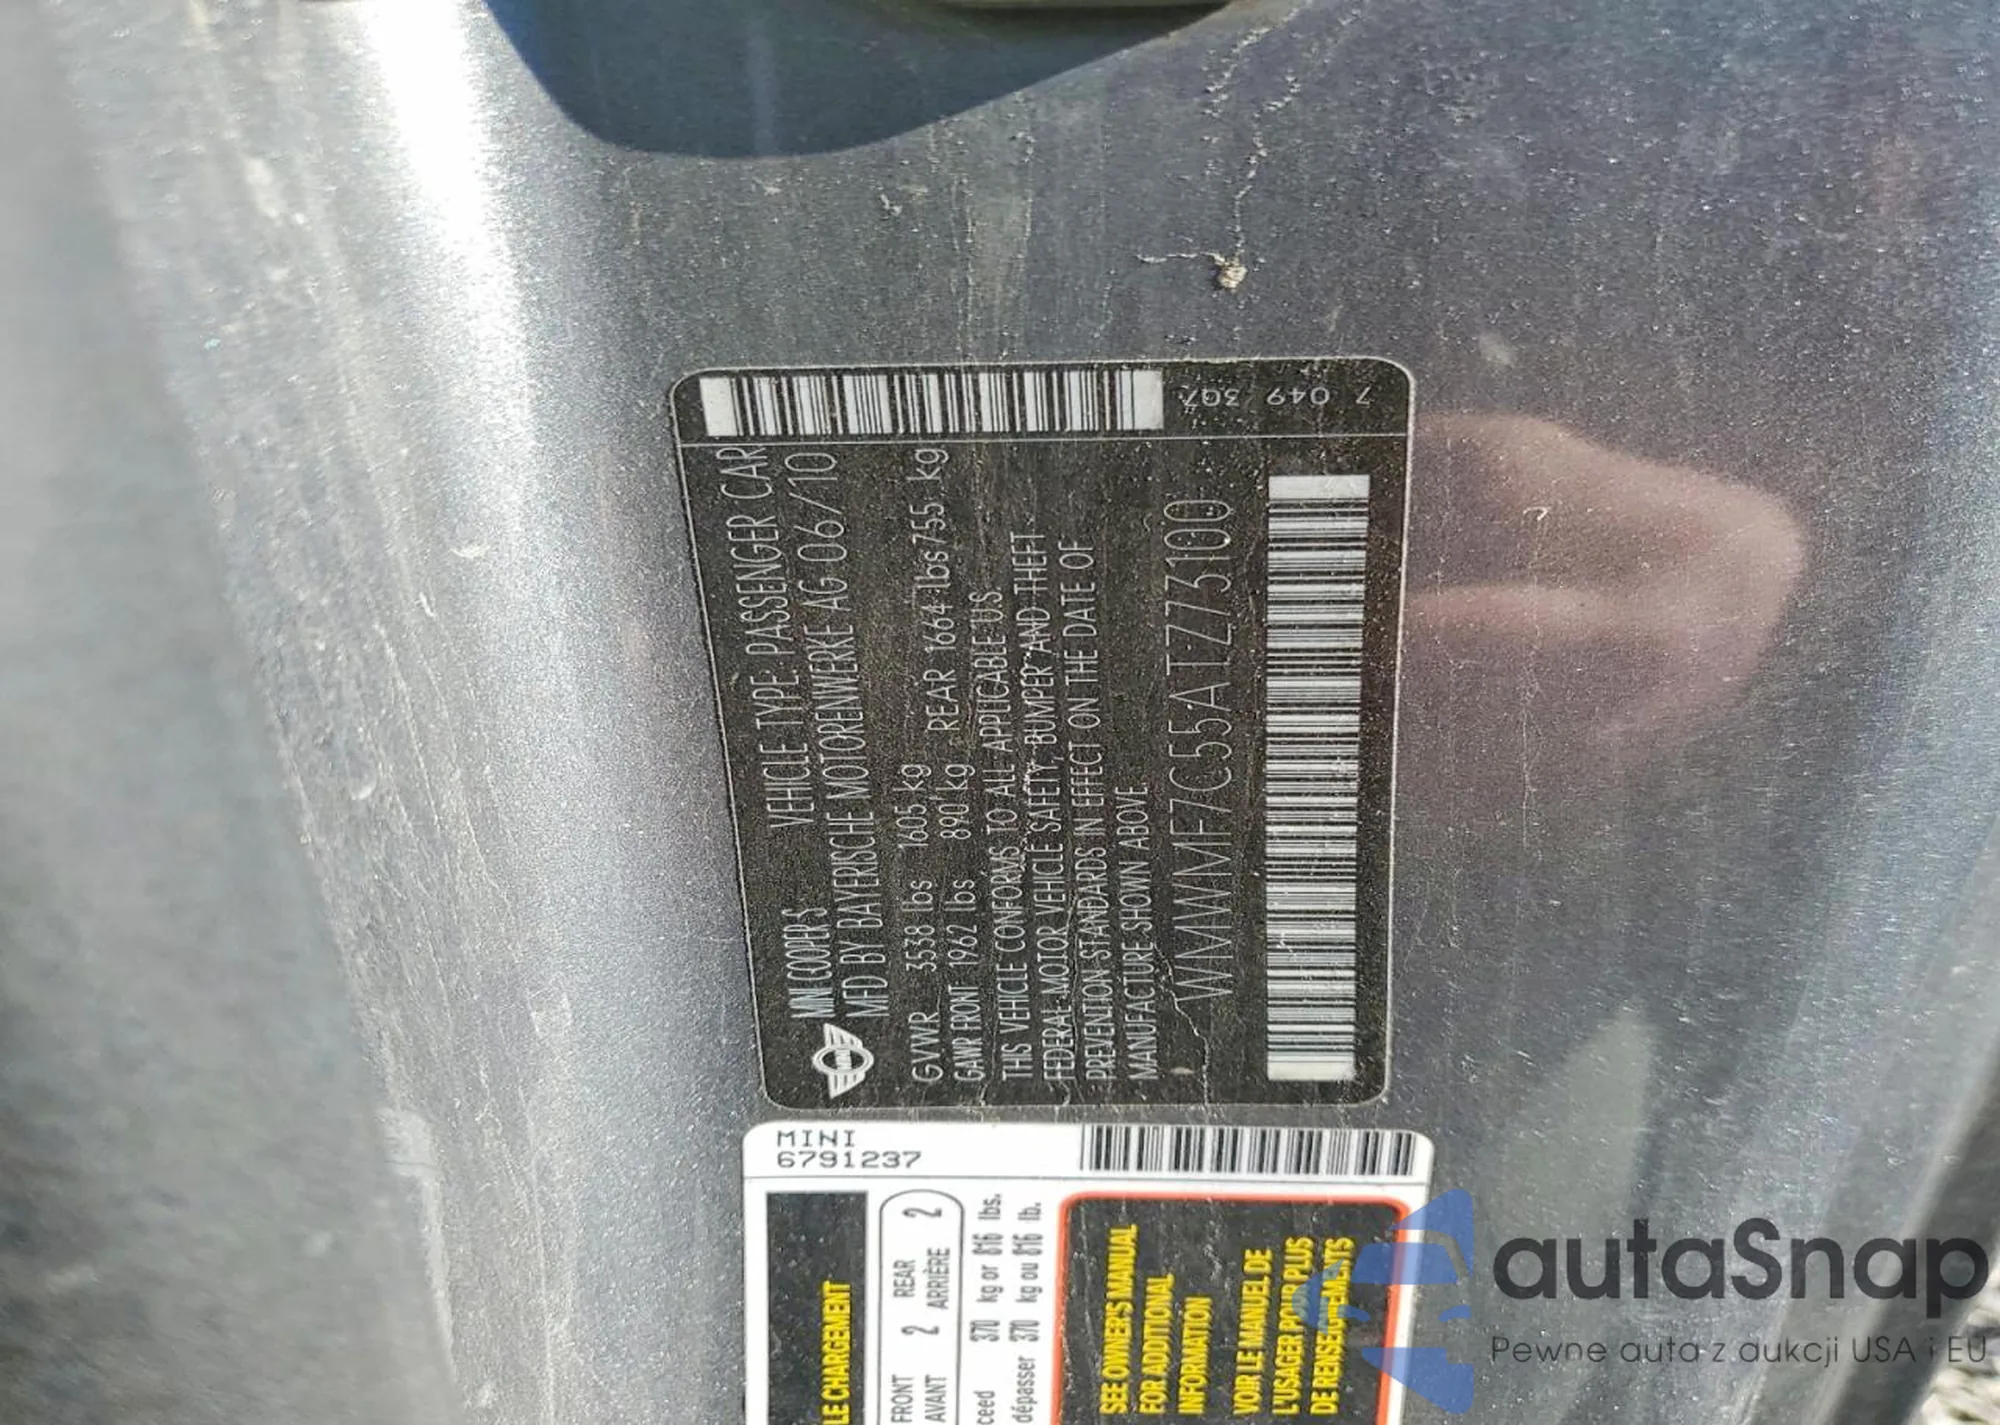 7 049 307
MINI COOPER S VEHICLE TYPE: PASSENGER CAR
MFD BY BAYERISCHE MOTORENWERKE AG 06/10
GVWR 3538 lbs 1605 kg
GAWR FRONT 1962 lbs 890 kg REAR 1664 lbs/755 kg
THIS VEHICLE CONFORMS TO ALL APPLICABLE U.S.
FEDERAL MOTOR VEHICLE SAFETY, BUMPER AND THEFT
PREVENTION STANDARDS IN EFFECT ON THE DATE OF
MANUFACTURE SHOWN ABOVE.
WMWMF7C55ATZ73100
MINI
6791237
LE CHARGEMENT
FRONT 2 REAR 2
AVANT ARRIÈRE
ceed 370 kg or 816 lbs.
dépasser 370 kg ou 816 lb.
SEE OWNER'S MANUAL
FOR ADDITIONAL
INFORMATION
VOIR LE MANUEL DE
L'USAGER POUR PLUS
DE RENSEIGNEMENTS
autaSnap
Pewne auta z aukcji USA i EU